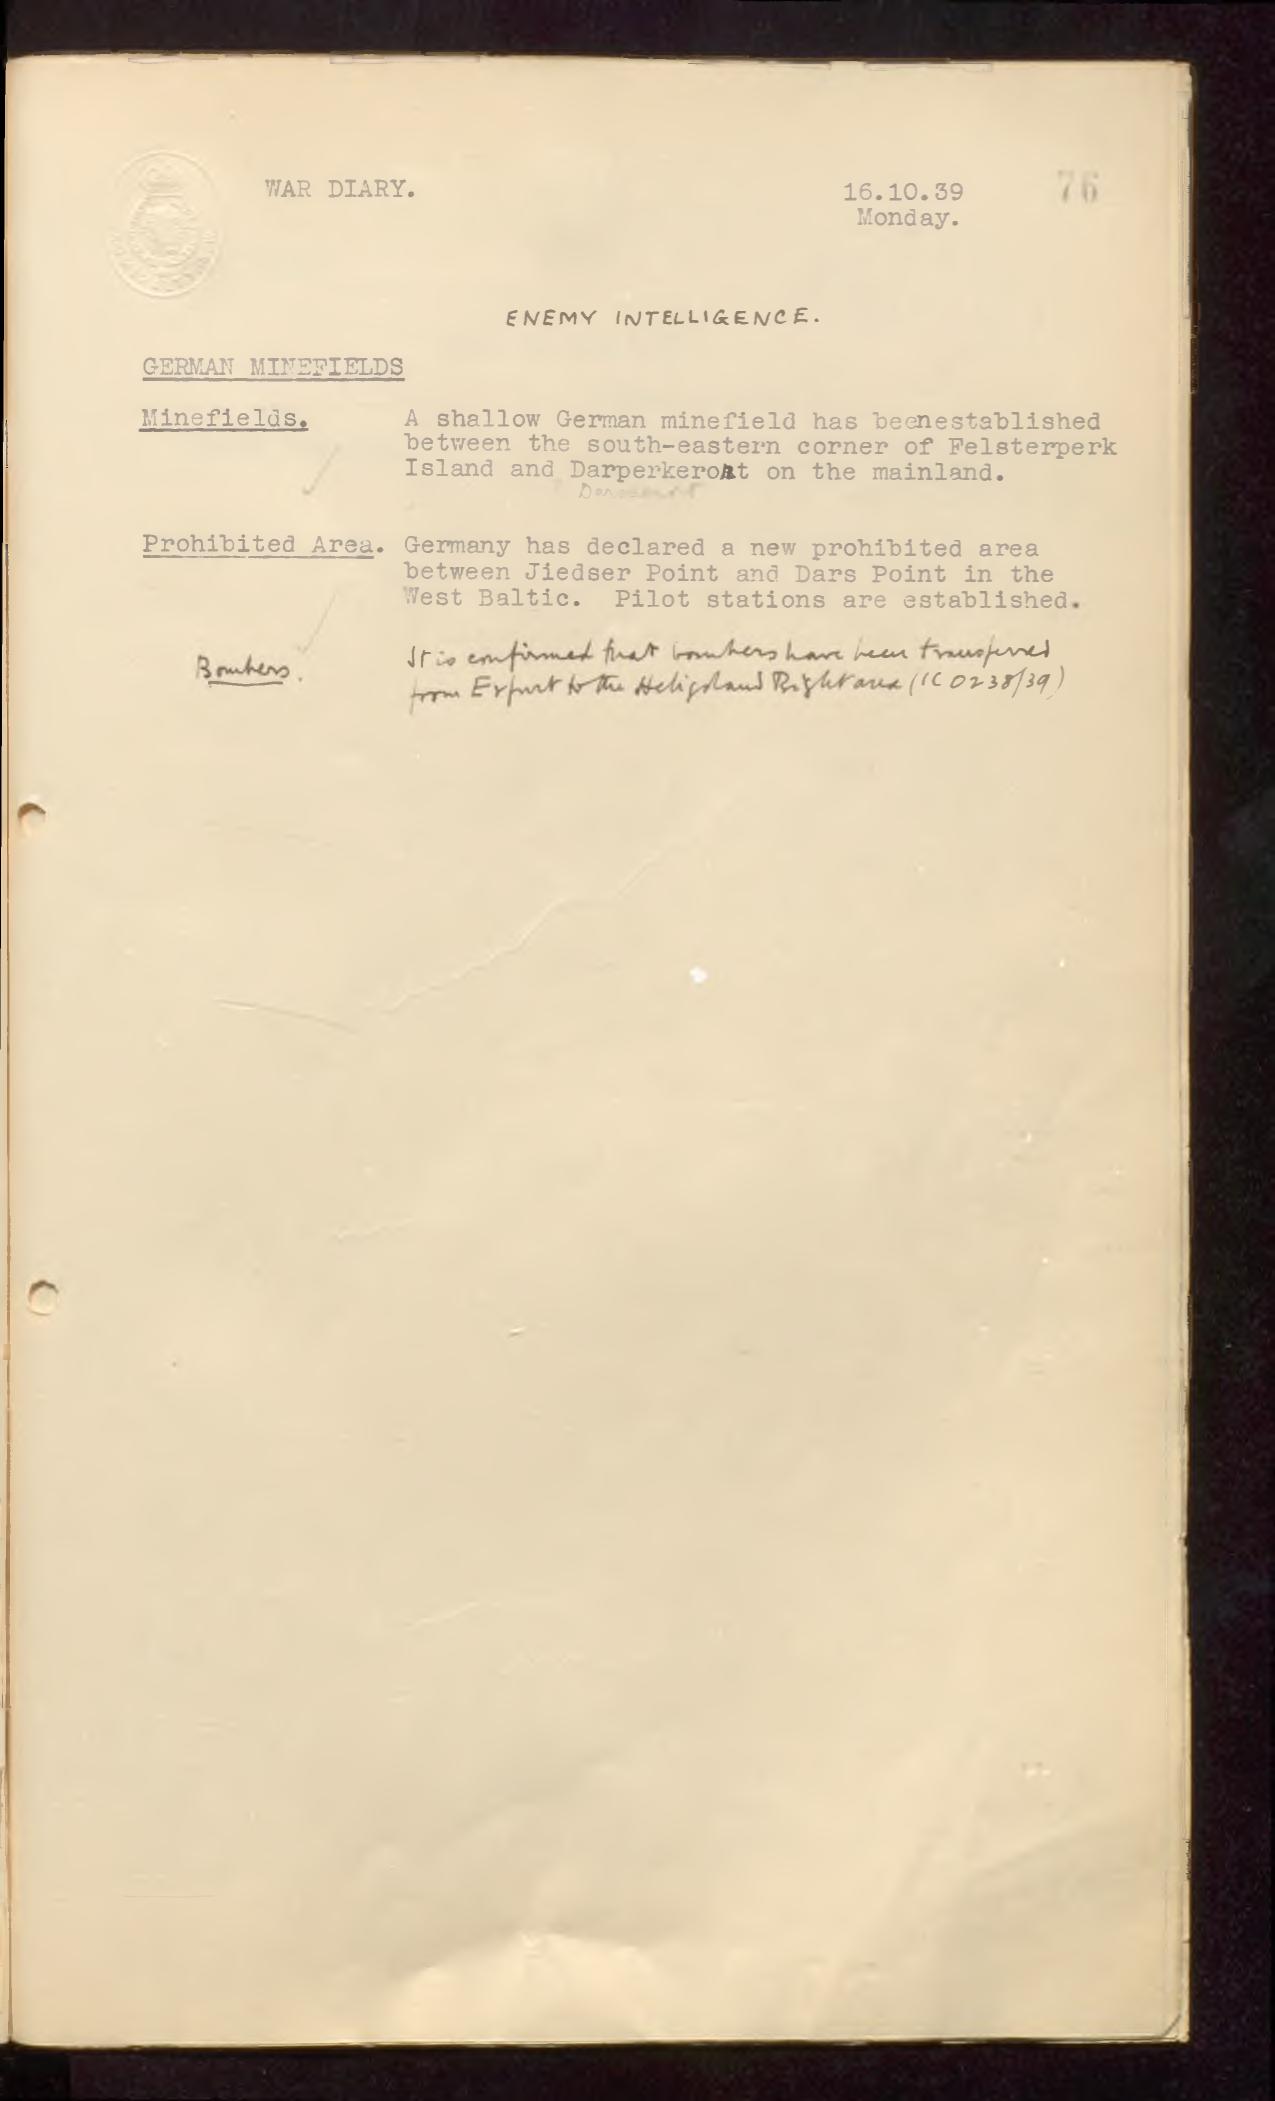 WAR DIARY.
16.10.39
76
Monday.
ENEMY INTELLIGENCE.
GERMAN MINEFIELDS
Minefields. A shallow German minefield has beenestablished
between the south-eastern corner of Felsterperk
Island and Darperkerort on the mainland.
Prohibited Area. Germany has declared a new prohibited area
between Jiedser Point and Dars Point in the
West Baltic. Pilot stations are established.
Bombers. It is confirmed that bombers have been transferred
from Erfurt to the Heligoland Bight area (IC 0238/39)